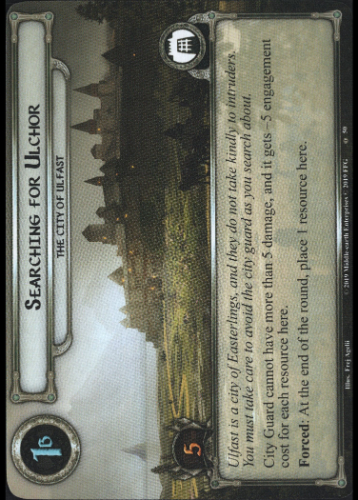 1B
SEARCHING FOR ULCHOR
THE CITY OF ULFAST
5
Ulfast is a city of Easterlings, and they do not take kindly to intruders.
You must take care to avoid the city guard as you search about.
City Guard cannot have more than 5 damage, and it gets –5 engagement
cost for each resource here.
Forced: At the end of the round, place 1 resource here.
Illus. Frej Agelii © 2019 Middle-earth Enterprises © 2019 FFG 50